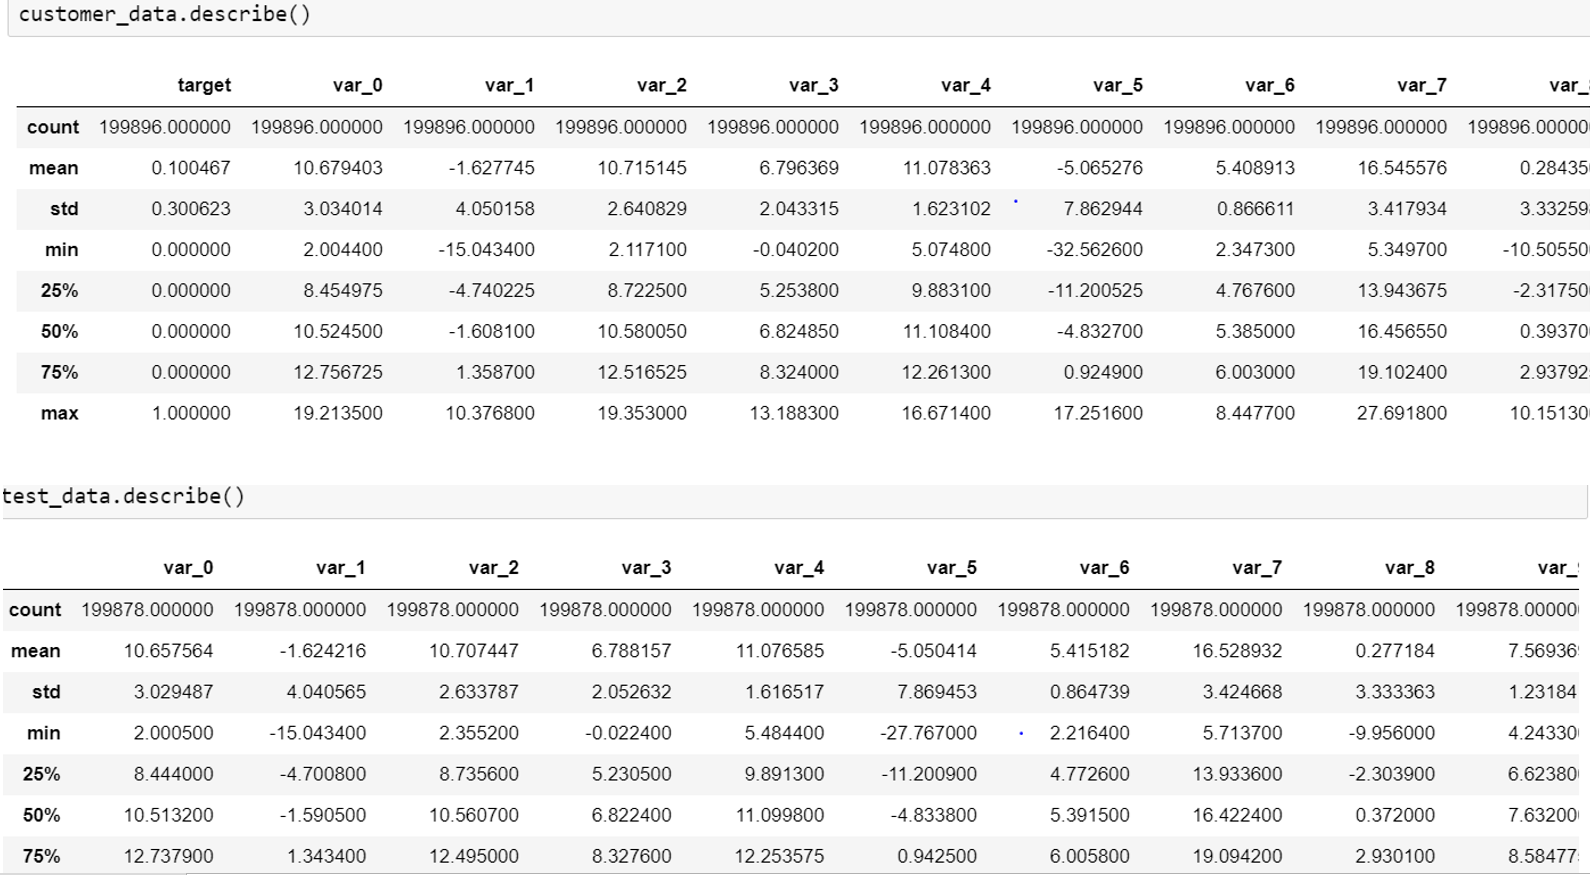 customer_data.describe()
target var_0 var_1 var_2 var_3 var_4 var_5 var_6 var_7 var_
count 199896.000000 199896.000000 199896.000000 199896.000000 199896.000000 199896.000000 199896.000000 199896.000000 199896.000000 199896.00000
mean 0.100467 10.679403 -1.627745 10.715145 6.796369 11.078363 -5.065276 5.408913 16.545576 0.28435
std 0.300623 3.034014 4.050158 2.640829 2.043315 1.623102 7.862944 0.866611 3.417934 3.33259
min 0.000000 2.004400 -15.043400 2.117100 -0.040200 5.074800 -32.562600 2.347300 5.349700 -10.50550
25% 0.000000 8.454975 -4.740225 8.722500 5.253800 9.883100 -11.200525 4.767600 13.943675 -2.31750
50% 0.000000 10.524500 -1.608100 10.580050 6.824850 11.108400 -4.832700 5.385000 16.456550 0.39370
75% 0.000000 12.756725 1.358700 12.516525 8.324000 12.261300 0.924900 6.003000 19.102400 2.93792
max 1.000000 19.213500 10.376800 19.353000 13.188300 16.671400 17.251600 8.447700 27.691800 10.15130
test_data.describe()
var_0 var_1 var_2 var_3 var_4 var_5 var_6 var_7 var_8 var_
count 199878.000000 199878.000000 199878.000000 199878.000000 199878.000000 199878.000000 199878.000000 199878.000000 199878.000000 199878.00000
mean 10.657564 -1.624216 10.707447 6.788157 11.076585 -5.050414 5.415182 16.528932 0.277184 7.56936
std 3.029487 4.040565 2.633787 2.052632 1.616517 7.869453 0.864739 3.424668 3.333363 1.23184
min 2.000500 -15.043400 2.355200 -0.022400 5.484400 -27.767000 2.216400 5.713700 -9.956000 4.24330
25% 8.444000 -4.700800 8.735600 5.230500 9.891300 -11.200900 4.772600 13.933600 -2.303900 6.62380
50% 10.513200 -1.590500 10.560700 6.822400 11.099800 -4.833800 5.391500 16.422400 0.372000 7.63200
75% 12.737900 1.343400 12.495000 8.327600 12.253575 0.942500 6.005800 19.094200 2.930100 8.58477